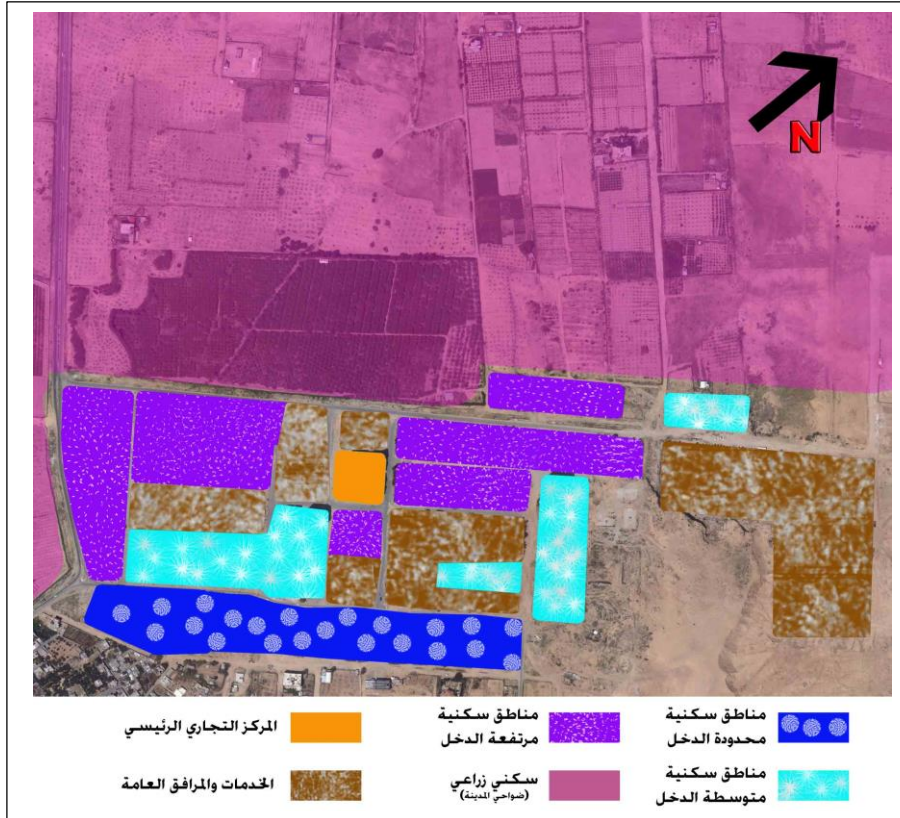 N
مناطق سكنية
محدودة الدخل
مناطق سكنية
مرتفعة الدخل
المركز التجاري الرئيسي
مناطق سكنية
متوسطة الدخل
سكني زراعي
(ضواحي المدينة)
الخدمات والمرافق العامة